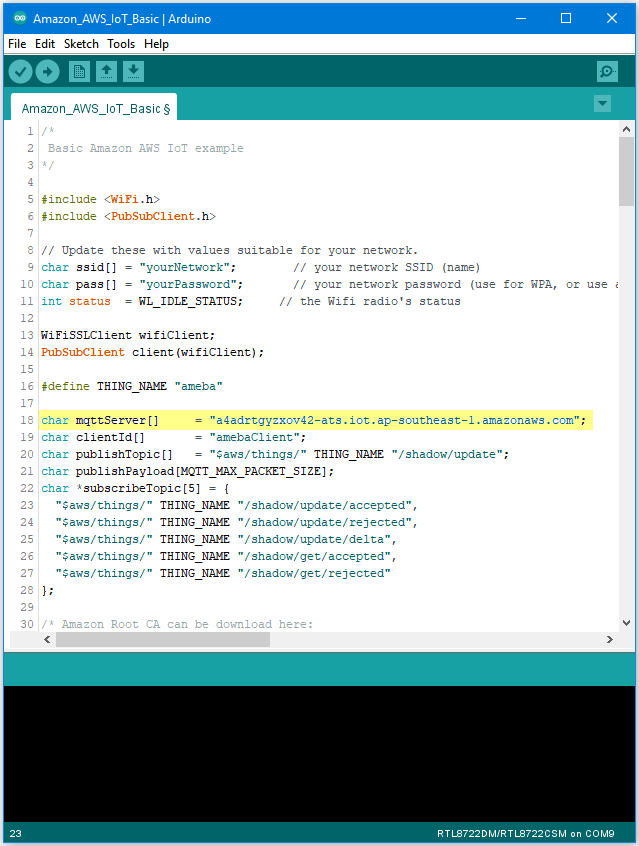 Amazon_AWS_IoT_Basic | Arduino
File Edit Sketch Tools Help
Amazon_AWS_IoT_Basic §
1 /*
2 Basic Amazon AWS IoT example
3 */
4
5 #include <WiFi.h>
6 #include <PubSubClient.h>
7
8 // Update these with values suitable for your network.
9 char ssid[] = "yourNetwork"; // your network SSID (name)
10 char pass[] = "yourPassword"; // your network password (use for WPA, or use a
11 int status = WL_IDLE_STATUS; // the Wifi radio's status
12
13 WiFiSSLClient wifiClient;
14 PubSubClient client(wifiClient);
15
16 #define THING_NAME "ameba"
17
18 char mqttServer[] = "a4adrtgyzxov42-ats.iot.ap-southeast-1.amazonaws.com";
19 char clientId[] = "amebaClient";
20 char publishTopic[] = "$aws/things/" THING_NAME "/shadow/update";
21 char publishPayload[MQTT_MAX_PACKET_SIZE];
22 char *subscribeTopic[5] = {
23 "$aws/things/" THING_NAME "/shadow/update/accepted",
24 "$aws/things/" THING_NAME "/shadow/update/rejected",
25 "$aws/things/" THING_NAME "/shadow/update/delta",
26 "$aws/things/" THING_NAME "/shadow/get/accepted",
27 "$aws/things/" THING_NAME "/shadow/get/rejected"
28 };
29
30 /* Amazon Root CA can be download here:
23 RTL8722DM/RTL8722CSM on COM9